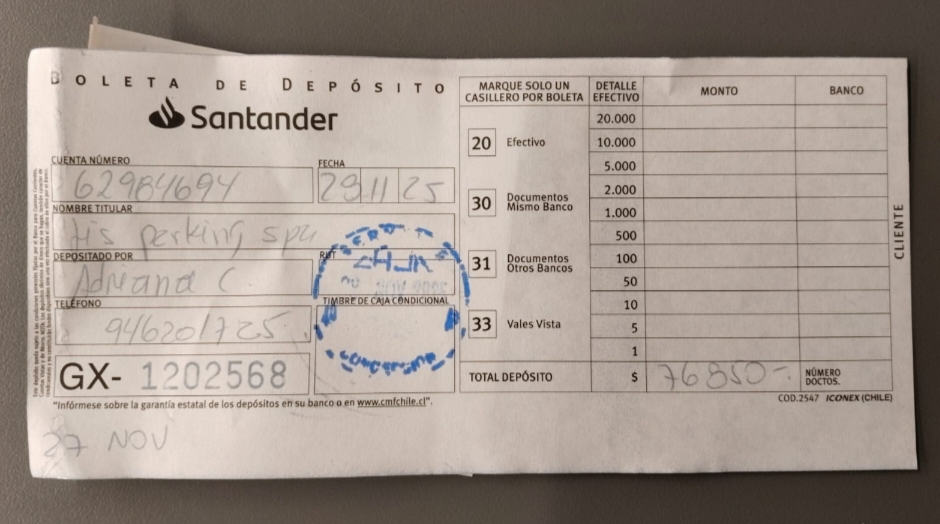 BOLETA DE DEPÓSITO
Santander
CUENTA NÚMERO
62984694
FECHA
29 11 25
NOMBRE TITULAR
perking spa
DEPOSITADO POR
Adreana C
RUT
TELÉFONO
946201725
TIMBRE DE CAJA CONDICIONAL
GX- 1202568
"Infórmese sobre la garantía estatal de los depósitos en su banco o en www.cmfchile.cl".
27 NOV
MARQUE SOLO UN CASILLERO POR BOLETA
20 Efectivo
30 Documentos Mismo Banco
31 Documentos Otros Bancos
33 Vales Vista
DETALLE EFECTIVO
MONTO
BANCO
20.000
10.000
5.000
2.000
1.000
500
100
50
10
5
1
TOTAL DEPÓSITO $ 76850-
NÚMERO DOCTOS.
COD.2547 ICONEX (CHILE)
CLIENTE